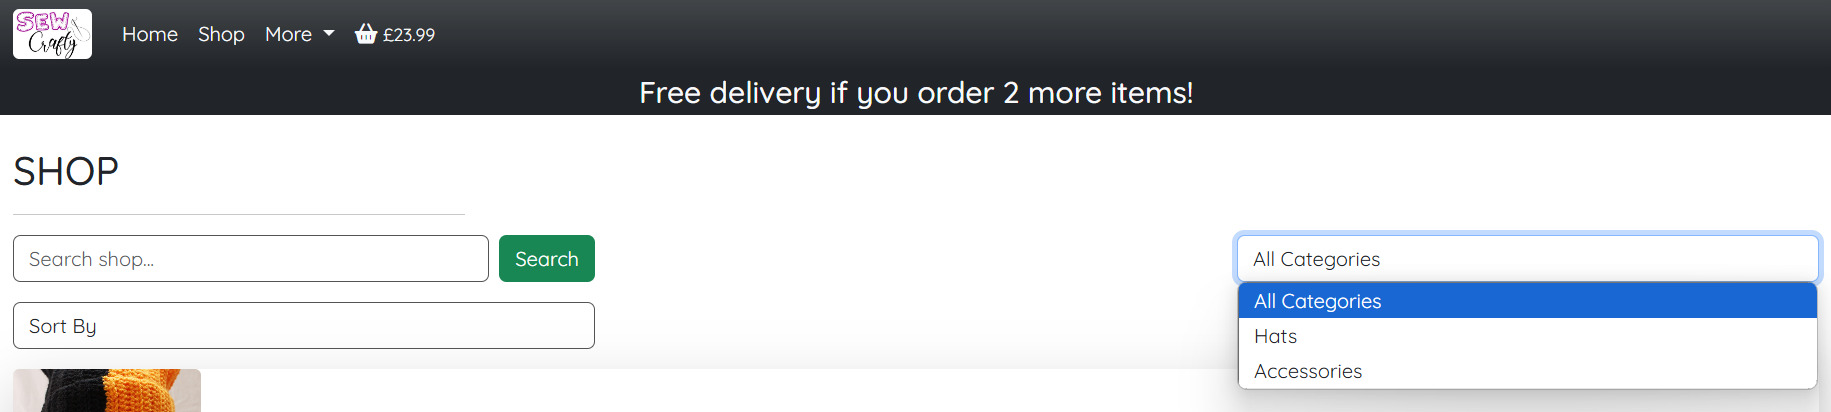 SEW
Crafty
Home Shop More £23.99
Free delivery if you order 2 more items!
SHOP
Search shop... Search
All Categories
All Categories
Hats
Accessories
Sort By